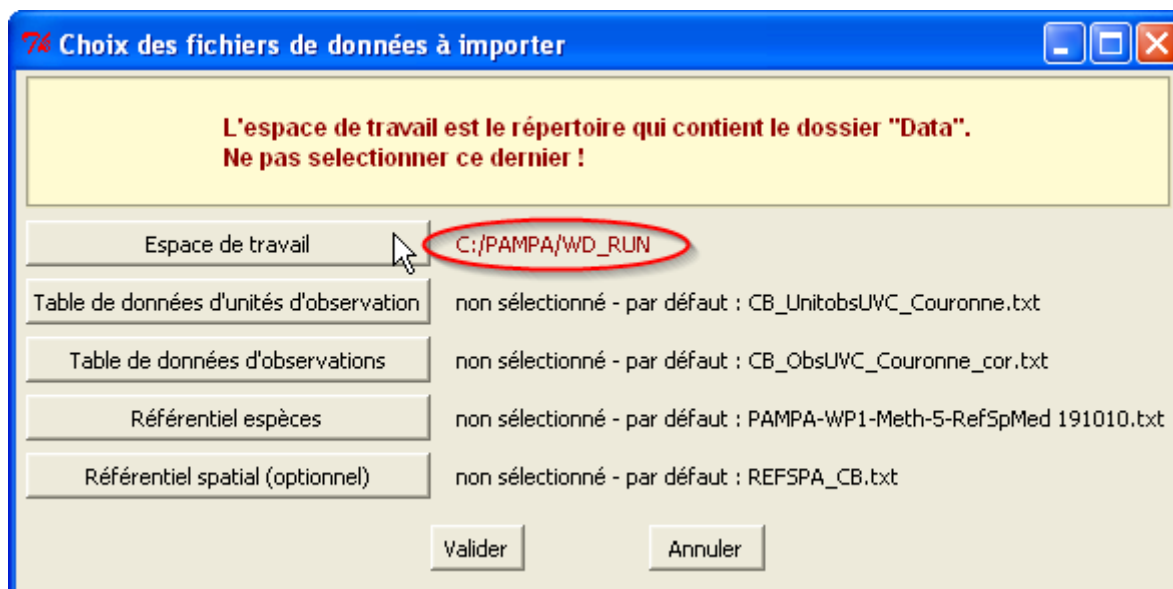 Choix des fichiers de données à importer
L'espace de travail est le répertoire qui contient le dossier "Data".
Ne pas selectionner ce dernier !
Espace de travail C:/PAMPA/WD_RUN
Table de données d'unités d'observation non sélectionné - par défaut : CB_UnitobsUVC_Couronne.txt
Table de données d'observations non sélectionné - par défaut : CB_ObsUVC_Couronne_cor.txt
Référentiel espèces non sélectionné - par défaut : PAMPA-WP1-Meth-5-RefSpMed 191010.txt
Référentiel spatial (optionnel) non sélectionné - par défaut : REFSPA_CB.txt
Valider Annuler